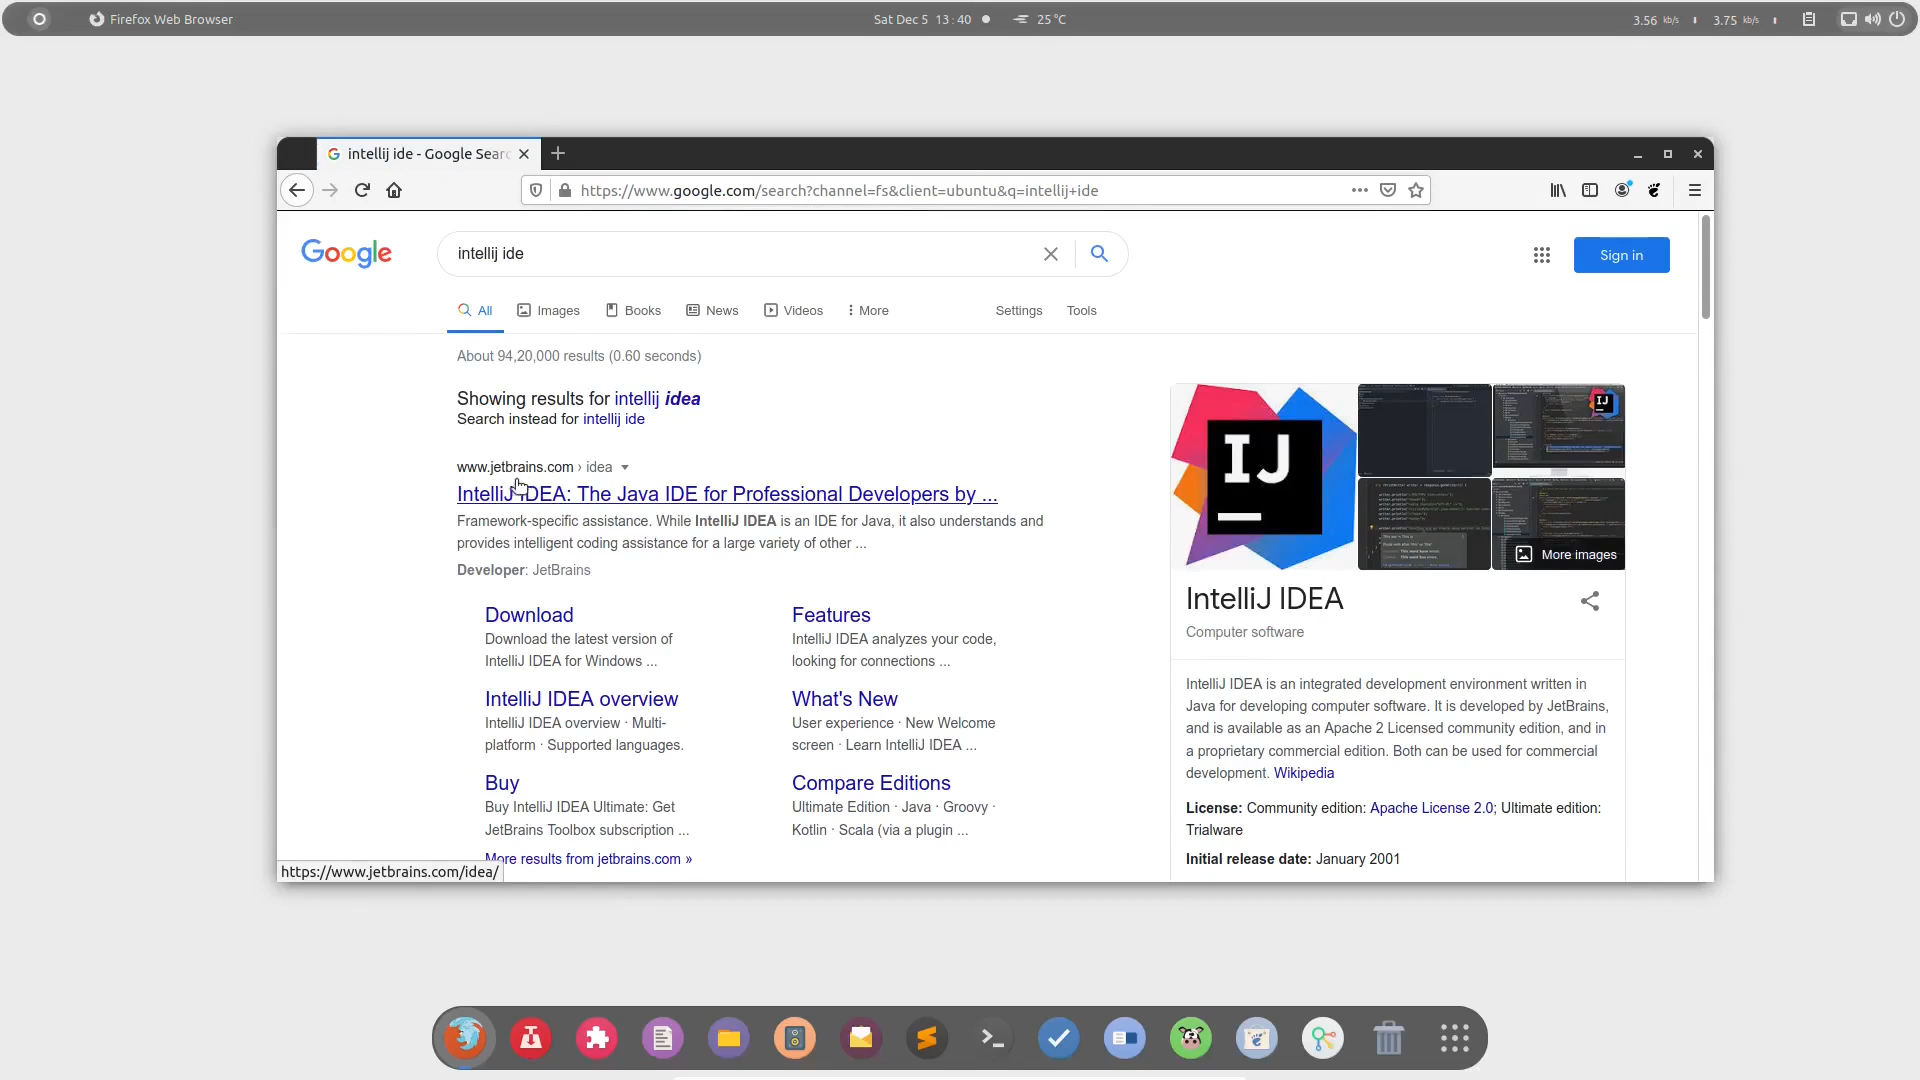 Firefox Web Browser
Sat Dec 5 13:40
25 °C
3.56 kb/s
3.75 kb/s
intellij ide - Google Searc
https://www.google.com/search?channel=fs&client=ubuntu&q=intellij+ide
Google
intellij ide
Sign in
All
Images
Books
News
Videos
More
Settings
Tools
About 94,20,000 results (0.60 seconds)
Showing results for intellij idea
Search instead for intellij ide
www.jetbrains.com › idea
IntelliJ IDEA: The Java IDE for Professional Developers by ...
Framework-specific assistance. While IntelliJ IDEA is an IDE for Java, it also understands and
provides intelligent coding assistance for a large variety of other ...
Developer: JetBrains
Download
Download the latest version of
IntelliJ IDEA for Windows ...
Features
IntelliJ IDEA analyzes your code,
looking for connections ...
IntelliJ IDEA overview
IntelliJ IDEA overview · Multi-
platform · Supported languages.
What's New
User experience · New Welcome
screen · Learn IntelliJ IDEA ...
Buy
Buy IntelliJ IDEA Ultimate: Get
JetBrains Toolbox subscription ...
Compare Editions
Ultimate Edition · Java · Groovy ·
Kotlin · Scala (via a plugin ...
More results from jetbrains.com »
https://www.jetbrains.com/idea/
IJ
IJ
More images
IntelliJ IDEA
Computer software
IntelliJ IDEA is an integrated development environment written in
Java for developing computer software. It is developed by JetBrains,
and is available as an Apache 2 Licensed community edition, and in
a proprietary commercial edition. Both can be used for commercial
development. Wikipedia
License: Community edition: Apache License 2.0; Ultimate edition:
Trialware
Initial release date: January 2001